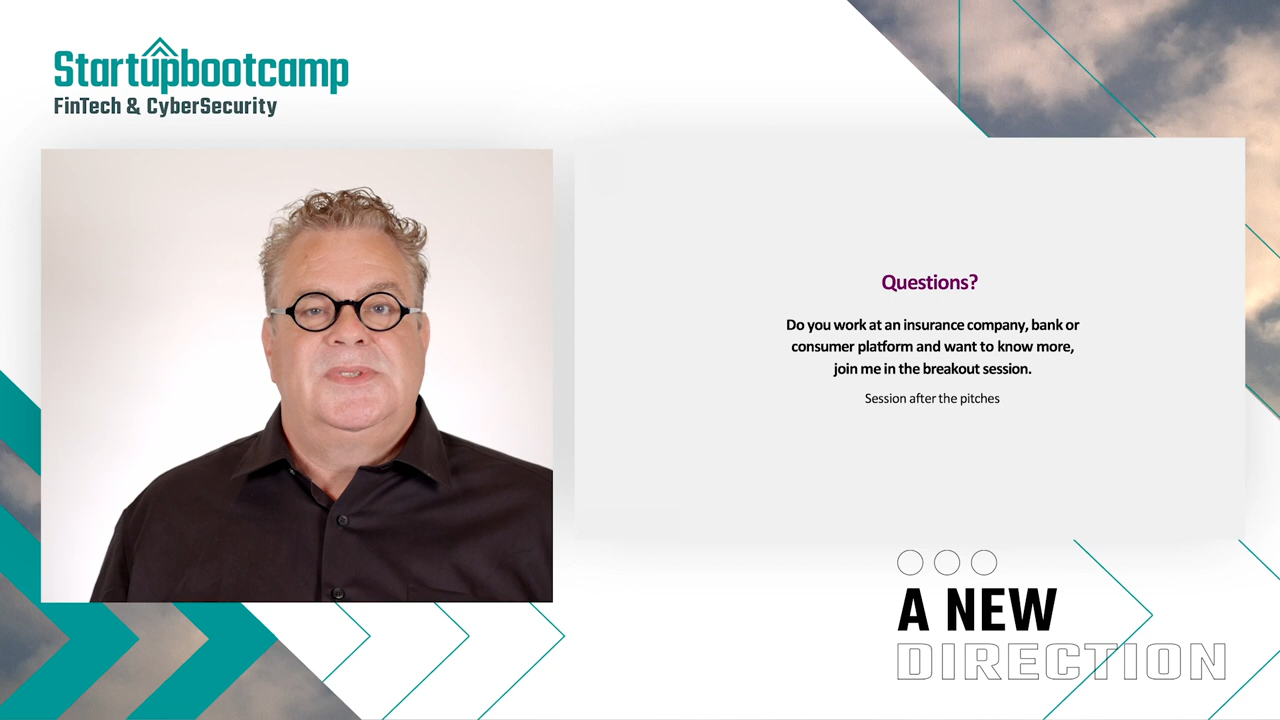 Startupbootcamp
FinTech & CyberSecurity
Questions?
Do you work at an insurance company, bank or
consumer platform and want to know more,
join me in the breakout session.
Session after the pitches
A NEW
DIRECTION